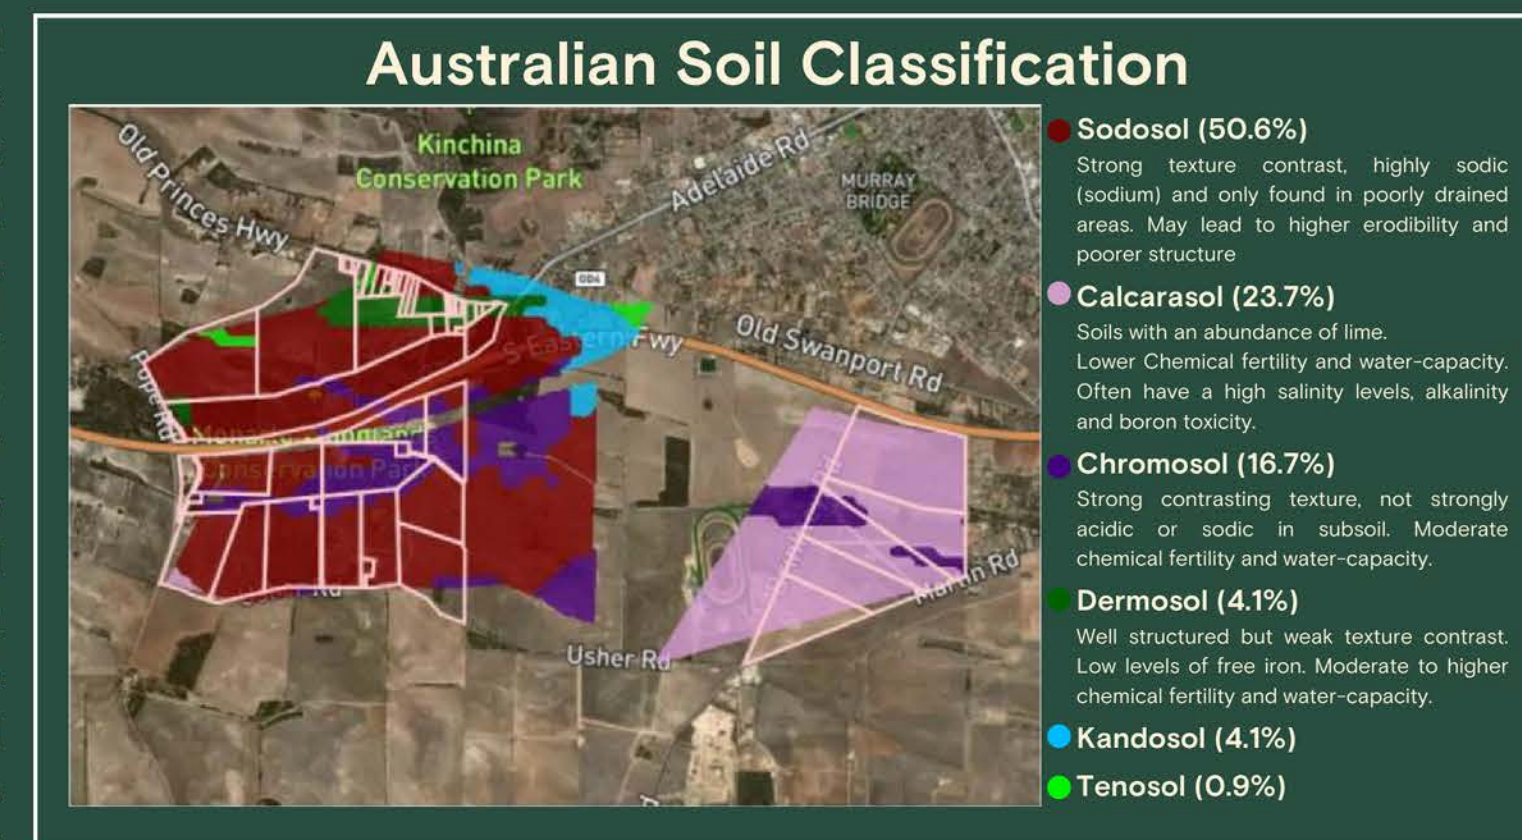 Australian Soil Classification
Kinchina
Conservation Park
Old Princes Hwy
Adelaide Rd
MURRAY
BRIDGE
S Eastern Fwy
Old Swanport Rd
Pope Rd
Conservation Park
Martin Rd
Usher Rd
Sodosol (50.6%)
Strong texture contrast, highly sodic
(sodium) and only found in poorly drained
areas. May lead to higher erodibility and
poorer structure
Calcarasol (23.7%)
Soils with an abundance of lime.
Lower Chemical fertility and water-capacity.
Often have a high salinity levels, alkalinity
and boron toxicity.
Chromosol (16.7%)
Strong contrasting texture, not strongly
acidic or sodic in subsoil. Moderate
chemical fertility and water-capacity.
Dermosol (4.1%)
Well structured but weak texture contrast.
Low levels of free iron. Moderate to higher
chemical fertility and water-capacity.
Kandosol (4.1%)
Tenosol (0.9%)